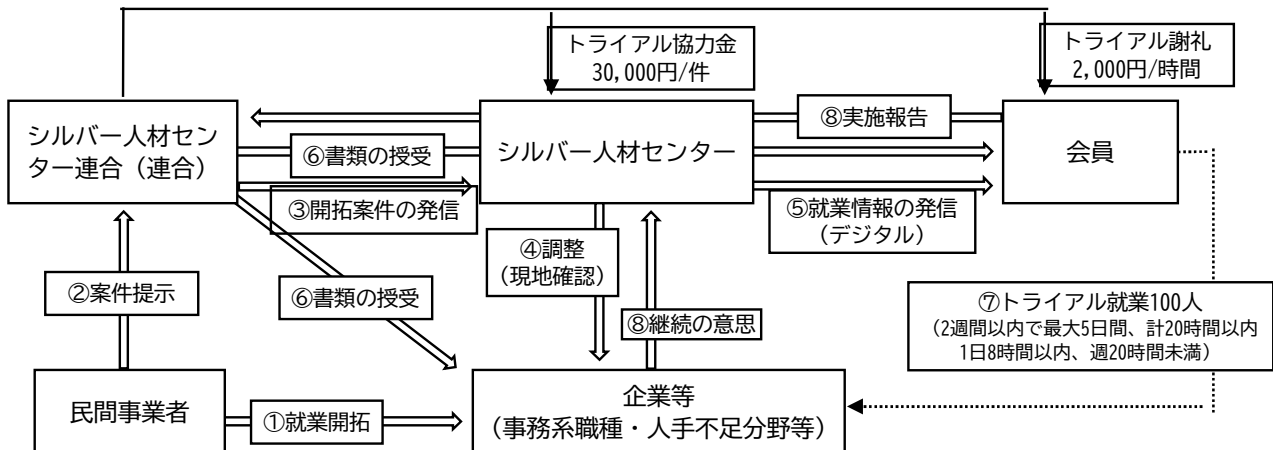 トライアル協力金
30,000円/件
トライアル謝礼
2,000円/時間
シルバー人材セン
ター連合（連合）
⑥書類の授受
シルバー人材センター
⑧実施報告
会員
③開拓案件の発信
⑤就業情報の発信
（デジタル）
④調整
（現地確認）
②案件提示
⑥書類の授受
⑧継続の意思
⑦トライアル就業100人
（2週間以内で最大5日間、計20時間以内
1日8時間以内、週20時間未満）
民間事業者
①就業開拓
企業等
（事務系職種・人手不足分野等）